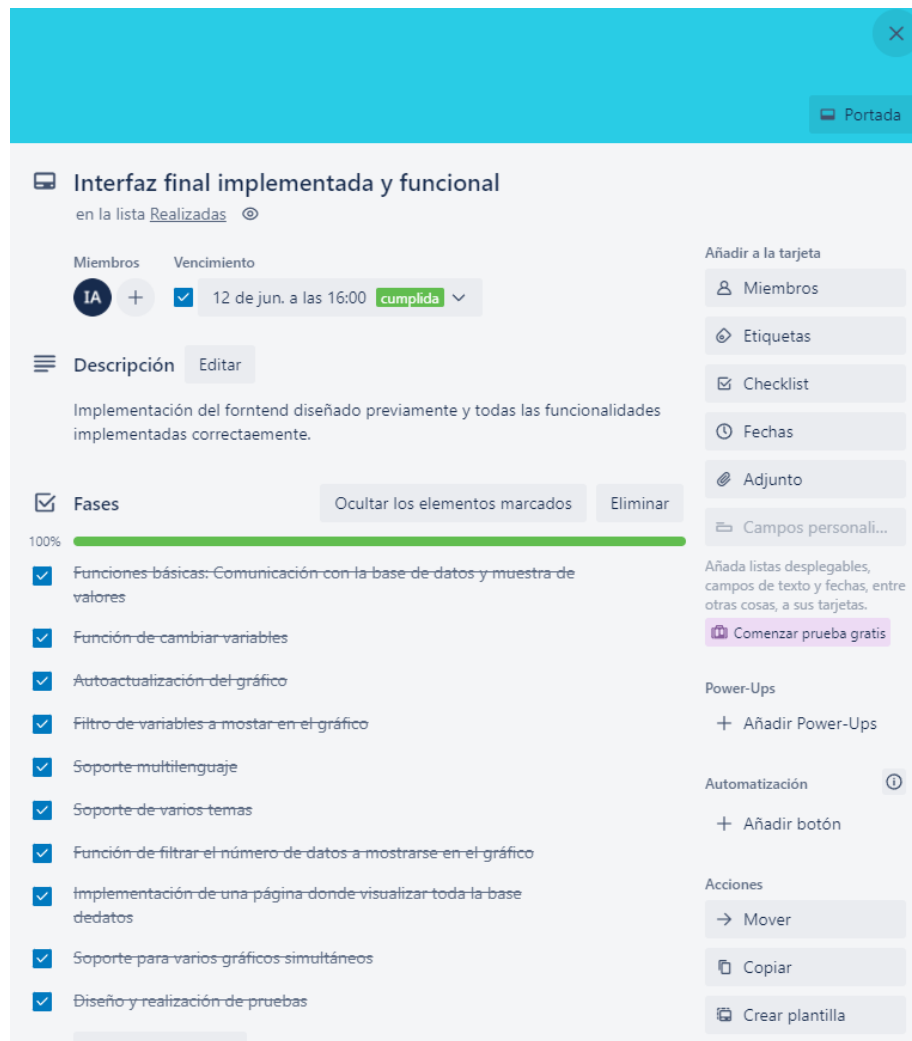 Portada
Interfaz final implementada y funcional
en la lista Realizadas
Miembros
Vencimiento
IA
12 de jun. a las 16:00 cumplida
Descripción
Editar
Implementación del forntend diseñado previamente y todas las funcionalidades
implementadas correctaemente.
Fases
Ocultar los elementos marcados
Eliminar
100%
Funciones básicas: Comunicación con la base de datos y muestra de
valores
Función de cambiar variables
Autoactualización del gráfico
Filtro de variables a mostar en el gráfico
Soporte multilenguaje
Soporte de varios temas
Función de filtrar el número de datos a mostrarse en el gráfico
Implementación de una página donde visualizar toda la base
dedatos
Soporte para varios gráficos simultáneos
Diseño y realización de pruebas
Añadir a la tarjeta
Miembros
Etiquetas
Checklist
Fechas
Adjunto
Campos personali...
Añada listas desplegables,
campos de texto y fechas, entre
otras cosas, a sus tarjetas.
Comenzar prueba gratis
Power-Ups
+ Añadir Power-Ups
Automatización
+ Añadir botón
Acciones
Mover
Copiar
Crear plantilla